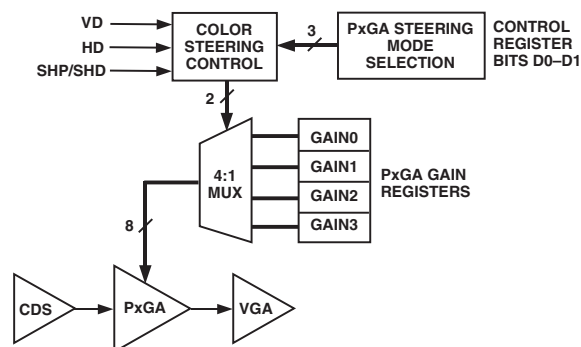 VD
HD
SHP/SHD
COLOR
STEERING
CONTROL
3
PxGA STEERING
MODE
SELECTION
CONTROL
REGISTER
BITS D0–D1
2
4:1
MUX
GAIN0
GAIN1
GAIN2
GAIN3
PxGA GAIN
REGISTERS
8
CDS
PxGA
VGA